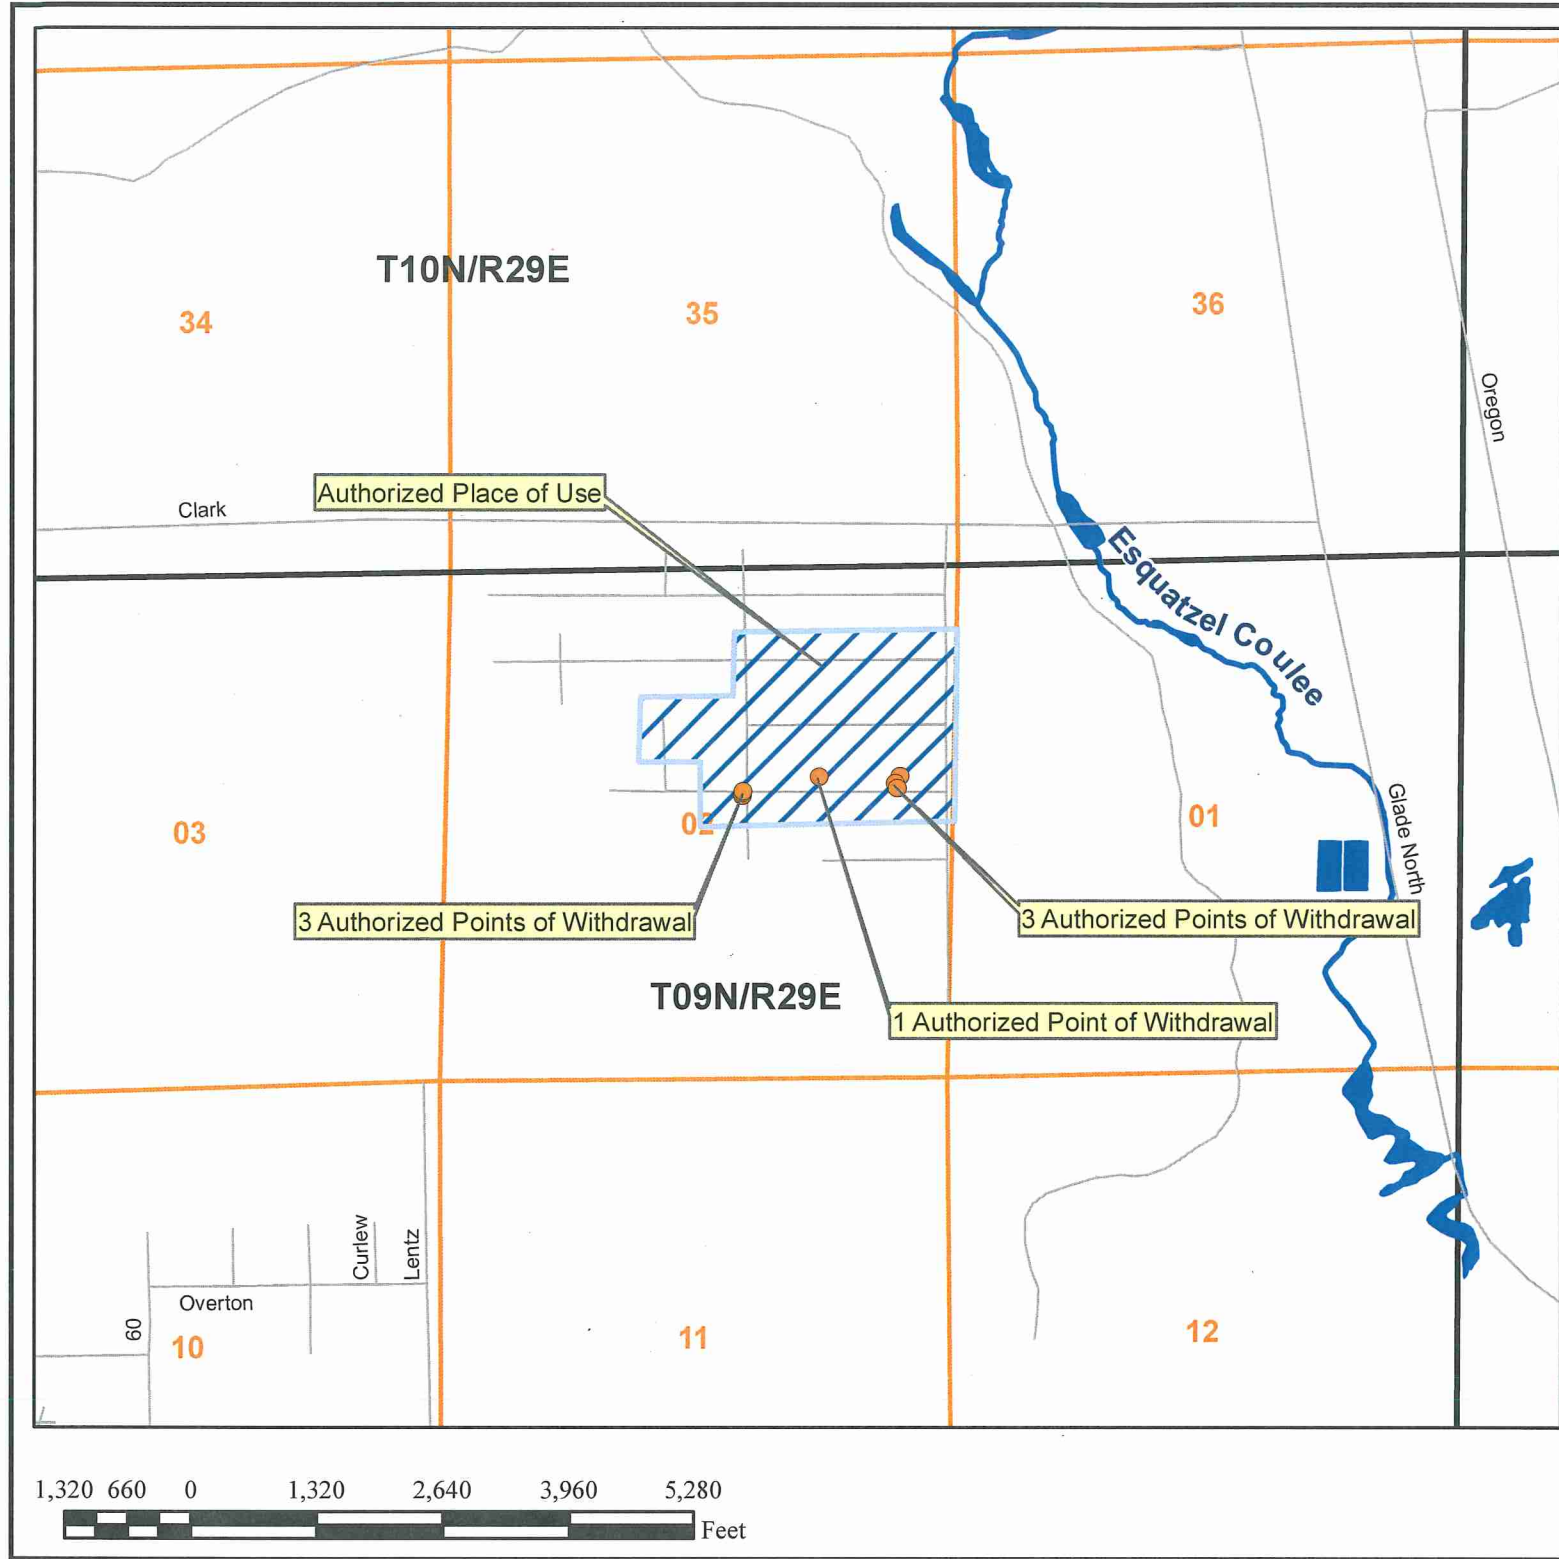 T10N/R29E
34
35
36
Oregon
Authorized Place of Use
Clark
Esquatzel Coulee
03
02
01
Glade North
3 Authorized Points of Withdrawal
3 Authorized Points of Withdrawal
T09N/R29E
1 Authorized Point of Withdrawal
Curlew
Lentz
Overton
60
10
11
12
1,320 660 0 1,320 2,640 3,960 5,280
Feet